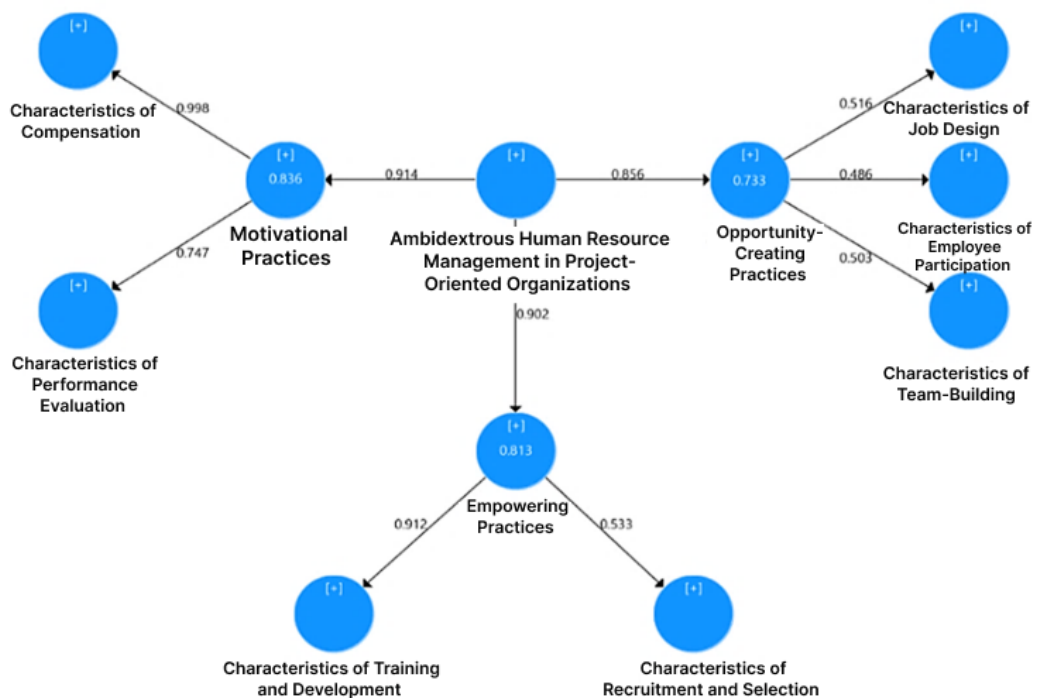 [+]
[+]
0.998
0.516
Characteristics of
Compensation
Characteristics of
Job Design
[+]
0.836
0.914
[+]
0.856
[+]
0.733
0.486
[+]
Motivational
Practices
Ambidextrous Human Resource
Management in Project-
Oriented Organizations
Opportunity-
Creating
Practices
Characteristics of
Employee
Participation
0.747
0.503
[+]
[+]
0.902
Characteristics of
Performance
Evaluation
Characteristics of
Team-Building
[+]
0.813
Empowering
Practices
0.912
0.533
[+]
[+]
Characteristics of Training
and Development
Characteristics of
Recruitment and Selection